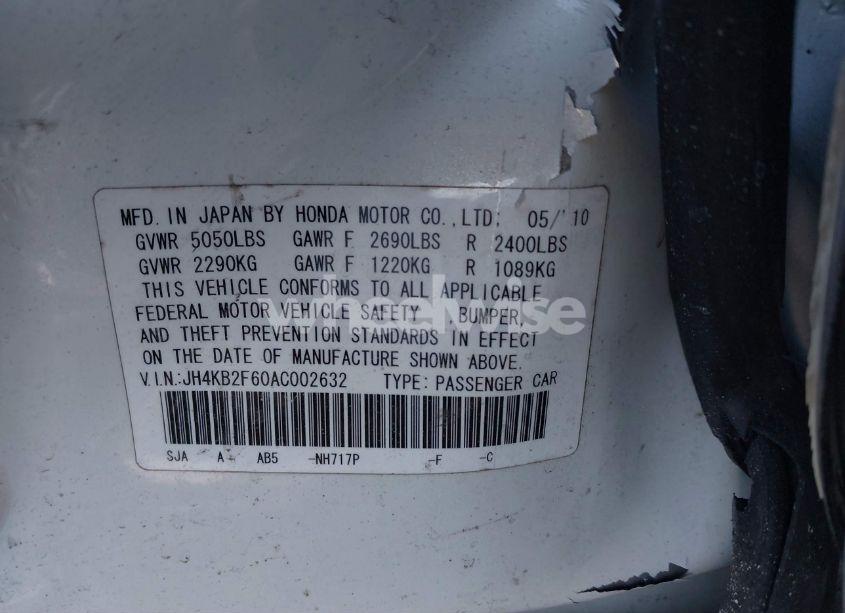 MFD. IN JAPAN BY HONDA MOTOR CO.,LTD; 05/'10
GVWR 5050LBS GAWR F 2690LBS R 2400LBS
GVWR 2290KG GAWR F 1220KG R 1089KG
THIS VEHICLE CONFORMS TO ALL APPLICABLE
FEDERAL MOTOR VEHICLE SAFETY BUMPER,
AND THEFT PREVENTION STANDARDS IN EFFECT
ON THE DATE OF MANUFACTURE SHOWN ABOVE.
V.I.N.:JH4KB2F60AC002632 TYPE: PASSENGER CAR
SJA A AB5 -NH717P -F -C
wheelwise